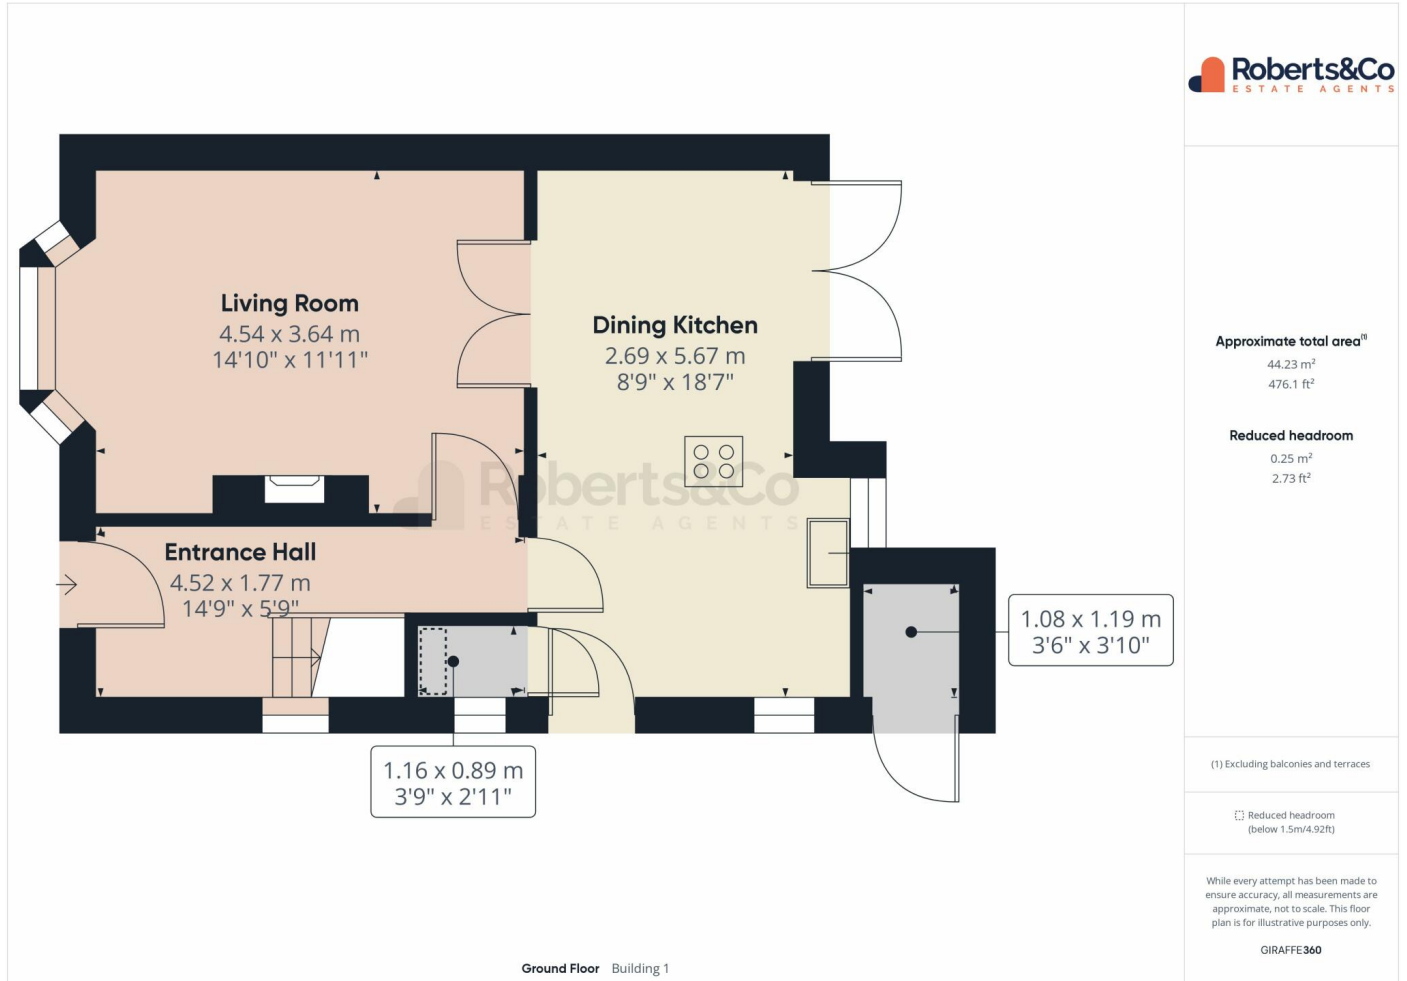 Roberts&Co
ESTATE AGENTS
Living Room
4.54 x 3.64 m
14'10" x 11'11"
Dining Kitchen
2.69 x 5.67 m
8'9" x 18'7"
Roberts&Co
ESTATE AGENTS
Entrance Hall
4.52 x 1.77 m
14'9" x 5'9"
1.08 x 1.19 m
3'6" x 3'10"
1.16 x 0.89 m
3'9" x 2'11"
Ground Floor Building 1
Approximate total area(1)
44.23 m²
476.1 ft²
Reduced headroom
0.25 m²
2.73 ft²
(1) Excluding balconies and terraces
Reduced headroom
(below 1.5m/4.92ft)
While every attempt has been made to
ensure accuracy, all measurements are
approximate, not to scale. This floor
plan is for illustrative purposes only.
GIRAFFE360